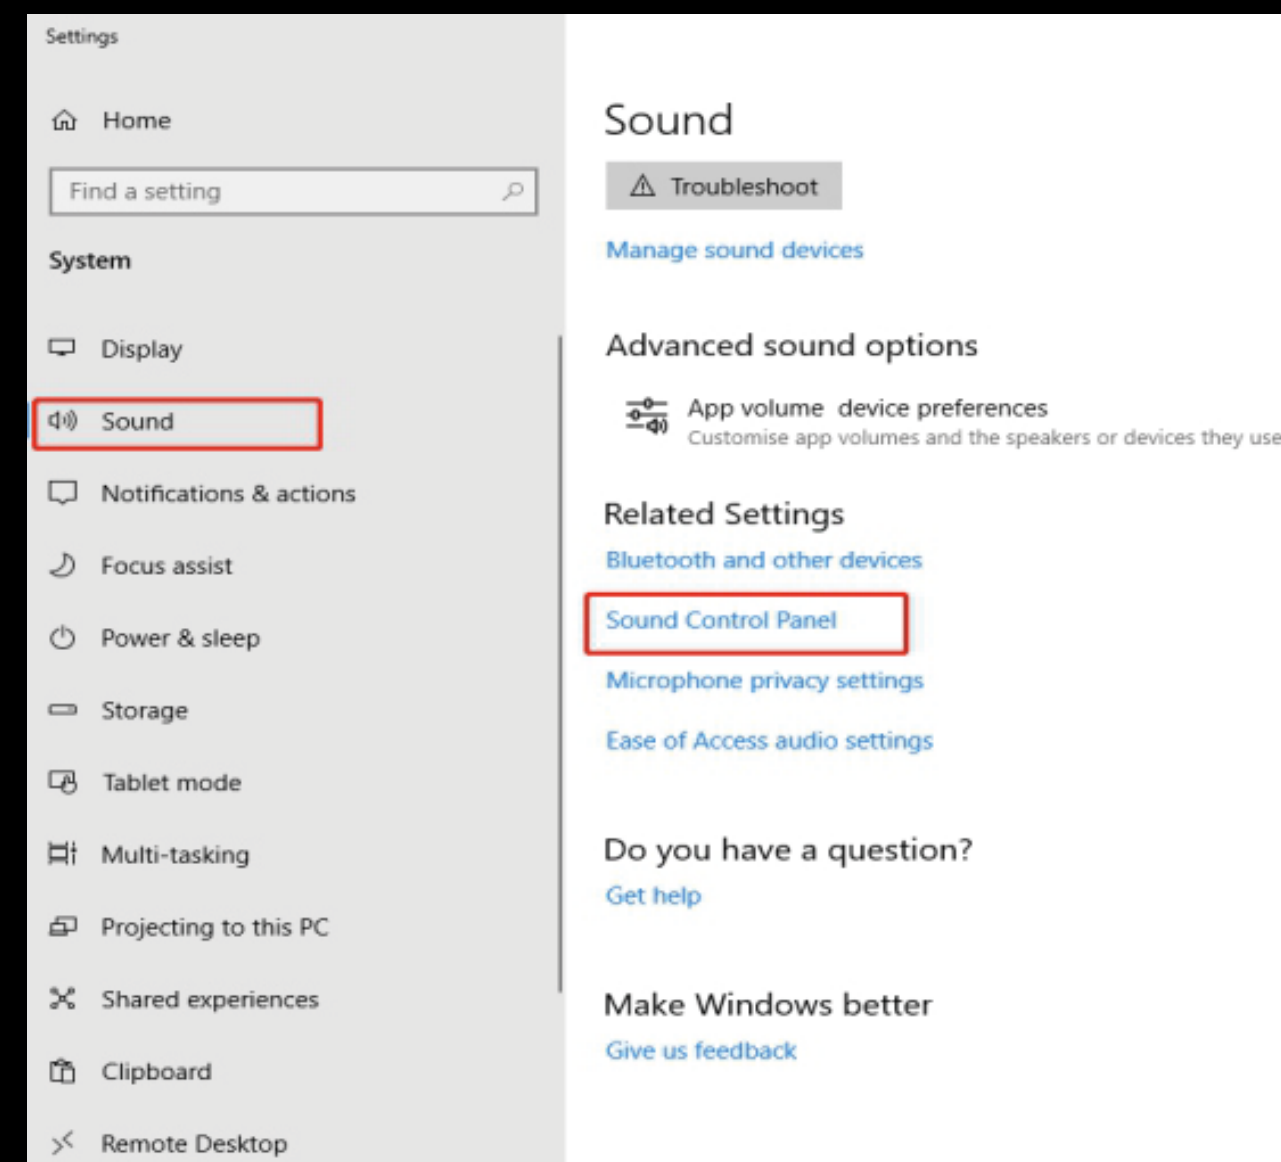 Settings
Home
Find a setting
System
Display
Sound
Notifications & actions
Focus assist
Power & sleep
Storage
Tablet mode
Multi-tasking
Projecting to this PC
Shared experiences
Clipboard
Remote Desktop
Sound
Troubleshoot
Manage sound devices
Advanced sound options
App volume device preferences
Customise app volumes and the speakers or devices they use
Related Settings
Bluetooth and other devices
Sound Control Panel
Microphone privacy settings
Ease of Access audio settings
Do you have a question?
Get help
Make Windows better
Give us feedback